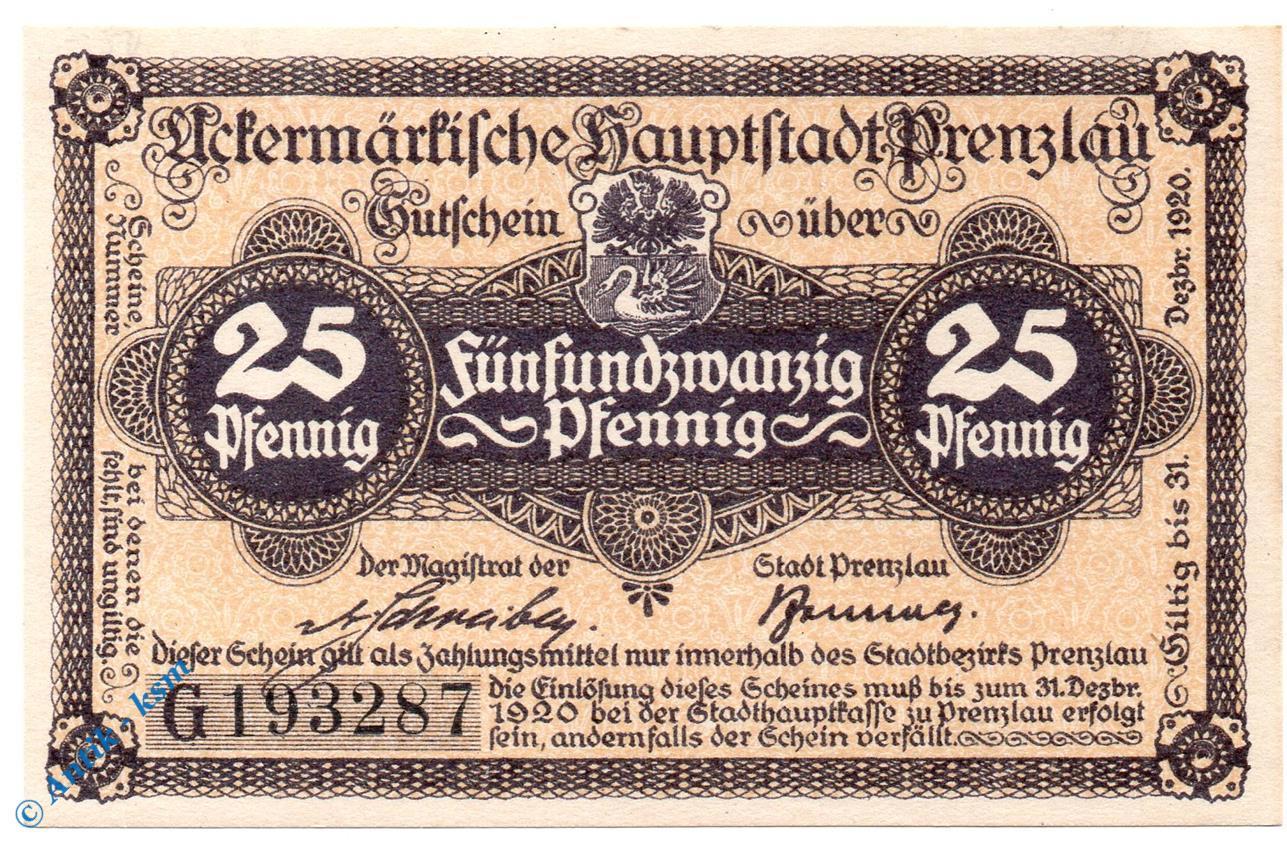 Uckermärkische Hauptstadt Prenzlau
Gutschein über
25
Pfennig
Fünfundzwanzig
Pfennig
25
Pfennig
Scheine, bei denen die
Nummer fehlt, sind ungiltig.
Giltig bis 31. Dezbr. 1920.
Der Magistrat der Stadt Prenzlau
Dieser Schein gilt als Zahlungsmittel nur innerhalb des Stadtbezirks Prenzlau
G 193287
Die Einlösung dieses Scheines muß bis zum 31. Dezbr.
1920 bei der Stadthauptkasse zu Prenzlau erfolgt
sein, andernfalls der Schein verfällt.
© Antik - ksm